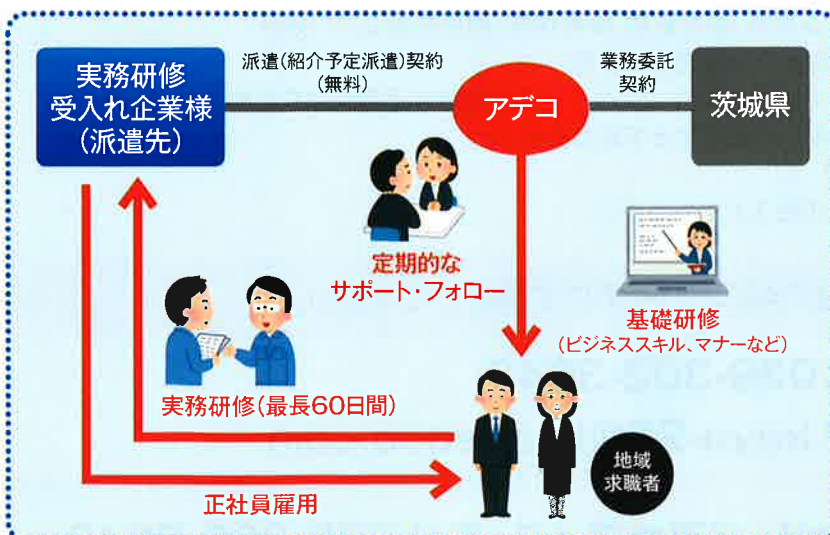 実務研修
受入れ企業様
(派遣先)
派遣(紹介予定派遣)契約
(無料)
アデコ
業務委託
契約
茨城県
定期的な
サポート・フォロー
基礎研修
(ビジネススキル、マナーなど)
実務研修(最長60日間)
地域
求職者
正社員雇用